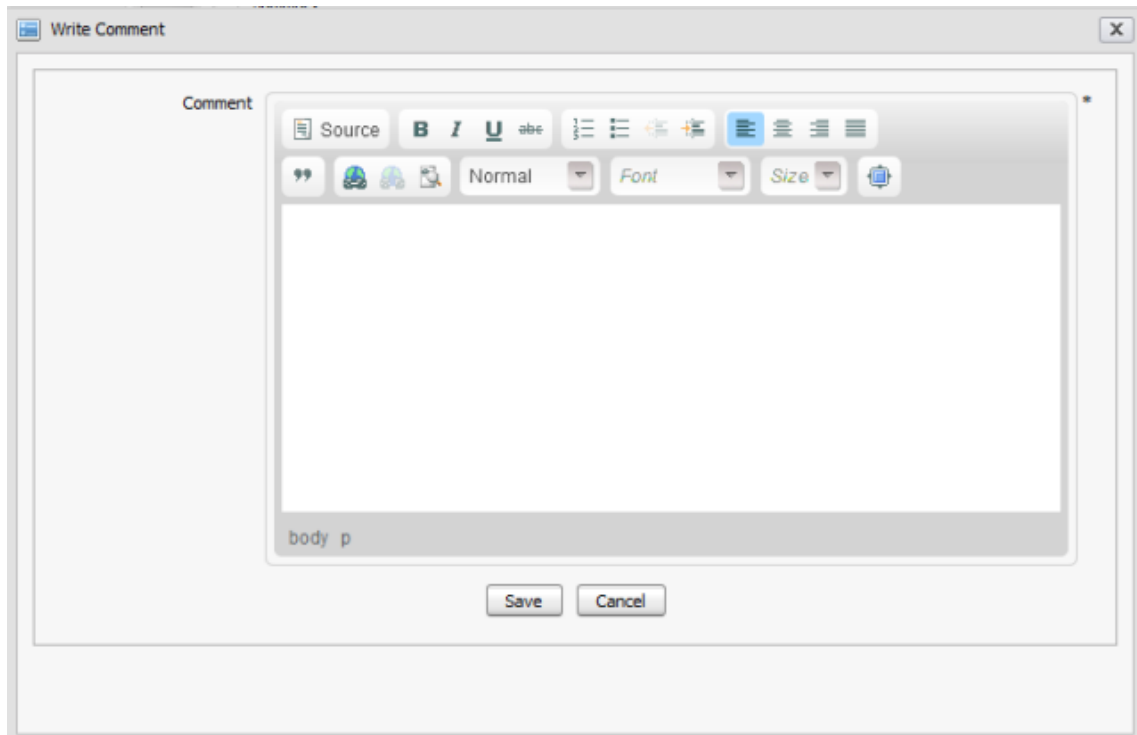 Write Comment
Comment *
Source B I U abc
Normal Font Size
body p
Save Cancel